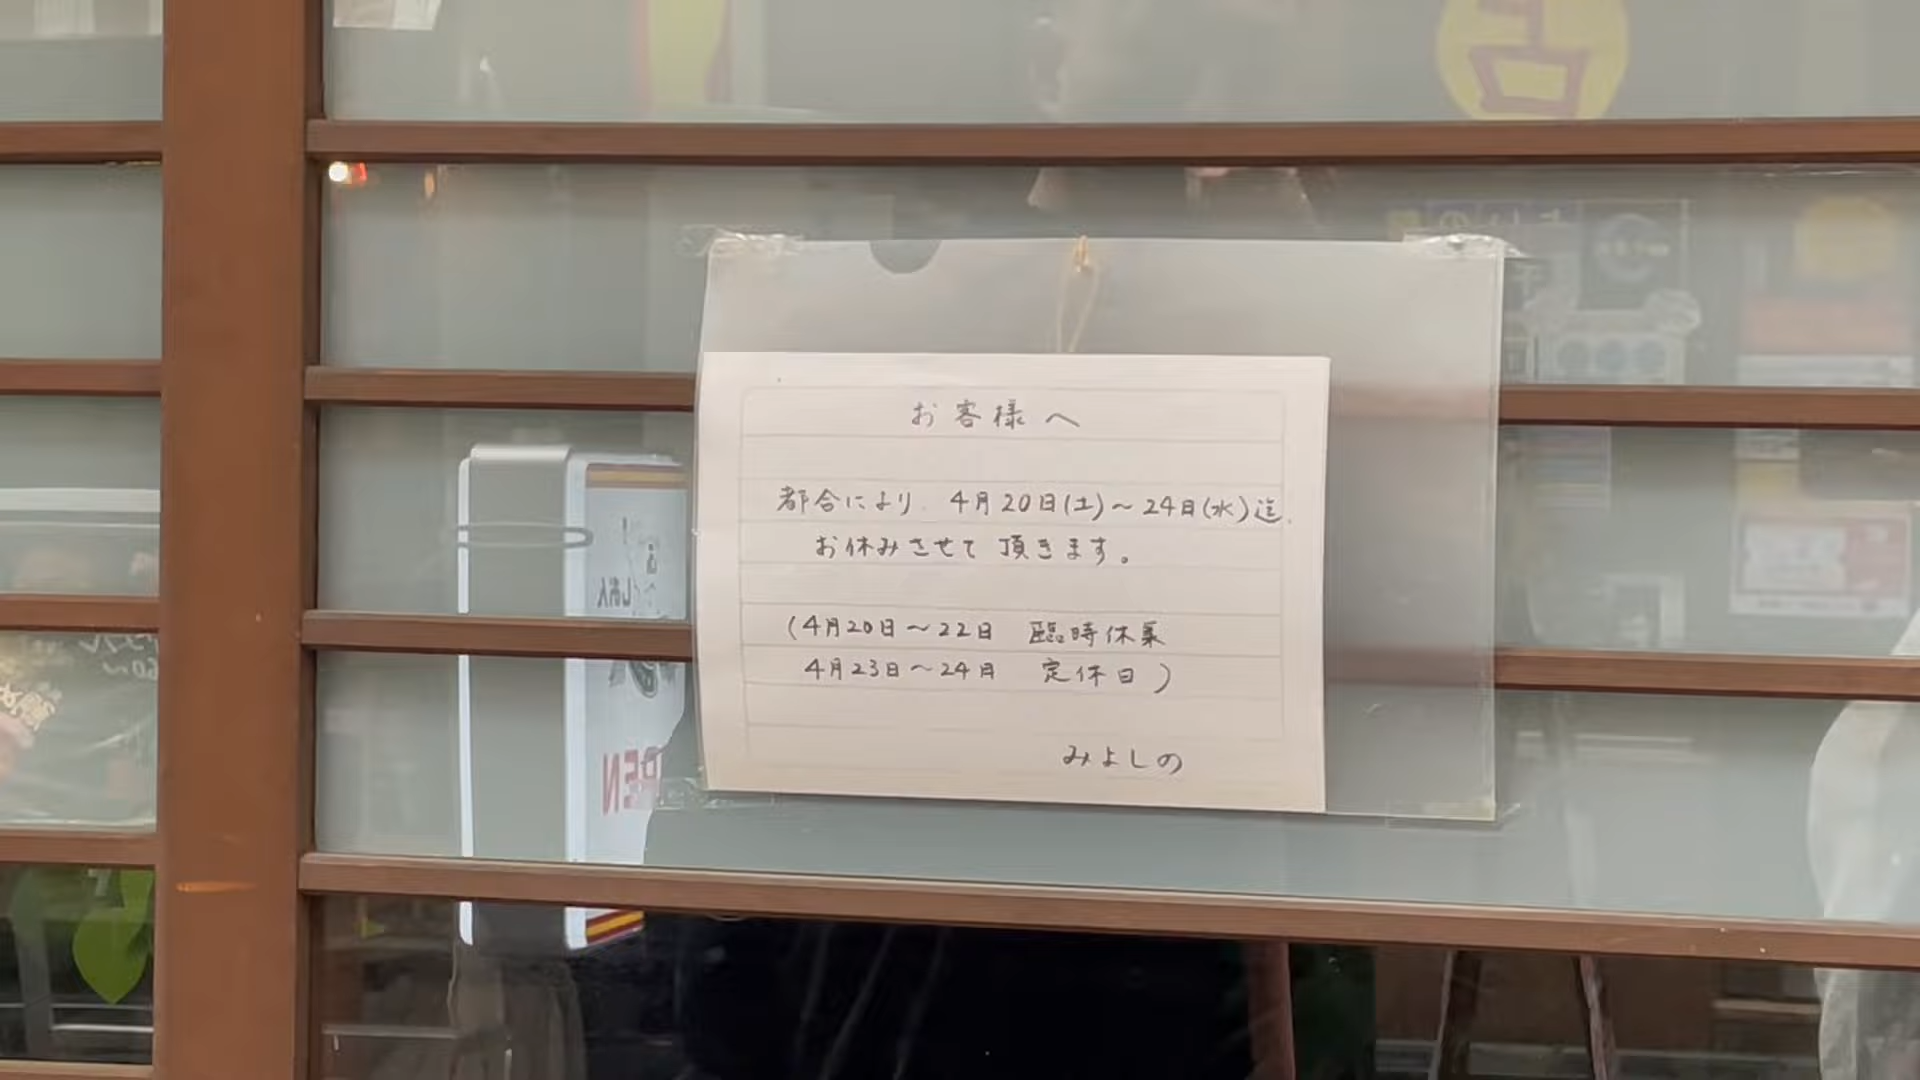 お客様へ
都合により、4月20日(土)～24日(水)迄、
お休みさせて頂きます。
(4月20日～22日 臨時休業
4月23日～24日 定休日)
みよしの